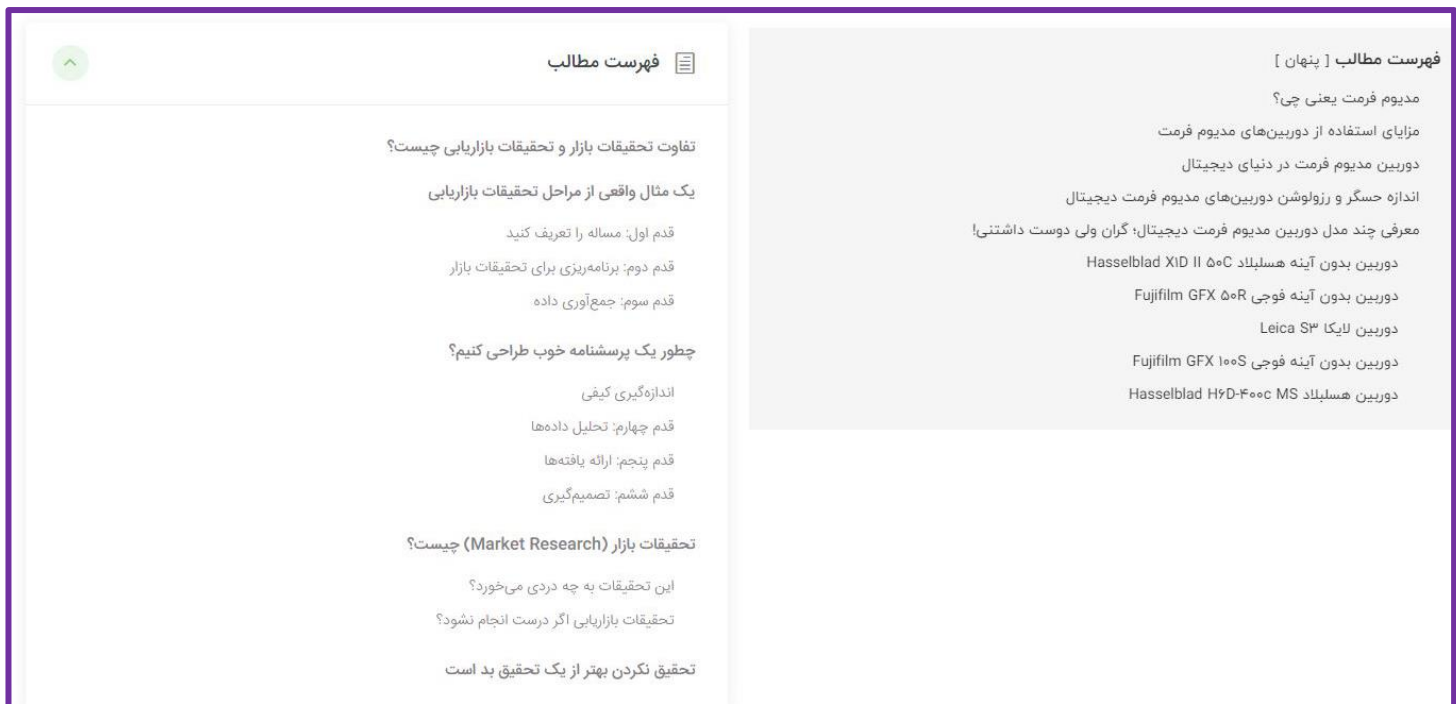 فهرست مطالب [ پنهان ]
مدیوم فرمت یعنی چی؟
مزایای استفاده از دوربین‌های مدیوم فرمت
دوربین مدیوم فرمت در دنیای دیجیتال
اندازه حسگر و رزولوشن دوربین‌های مدیوم فرمت دیجیتال
معرفی چند مدل دوربین مدیوم فرمت دیجیتال؛ گران ولی دوست داشتنی!
دوربین بدون آینه هسلبلاد Hasselblad X۱D II ۵۰C
دوربین بدون آینه فوجی Fujifilm GFX ۵۰R
دوربین لایکا Leica S۳
دوربین بدون آینه فوجی Fujifilm GFX ۱۰۰S
دوربین هسلبلاد Hasselblad H۶D-۴۰۰c MS
فهرست مطالب
تفاوت تحقیقات بازار و تحقیقات بازاریابی چیست؟
یک مثال واقعی از مراحل تحقیقات بازاریابی
قدم اول: مساله را تعریف کنید
قدم دوم: برنامه‌ریزی برای تحقیقات بازار
قدم سوم: جمع‌آوری داده
چطور یک پرسشنامه خوب طراحی کنیم؟
اندازه‌گیری کیفی
قدم چهارم: تحلیل داده‌ها
قدم پنجم: ارائه یافته‌ها
قدم ششم: تصمیم‌گیری
تحقیقات بازار (Market Research) چیست؟
این تحقیقات به چه دردی می‌خورد؟
تحقیقات بازاریابی اگر درست انجام نشود؟
تحقیق نکردن بهتر از یک تحقیق بد است